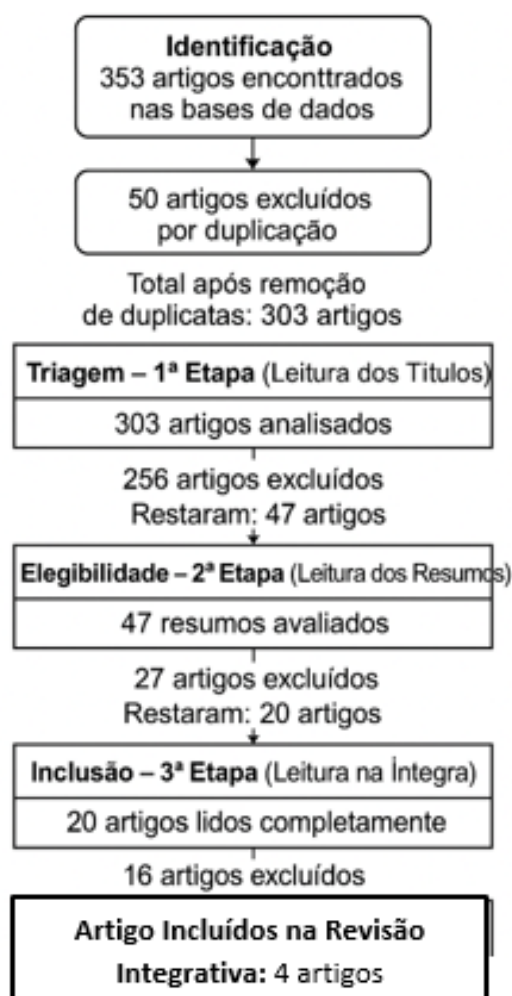 Identificação
353 artigos enconttrados
nas bases de dados
50 artigos excluídos
por duplicação
Total após remoção
de duplicatas: 303 artigos
Triagem – 1ª Etapa (Leitura dos Titulos)
303 artigos analisados
256 artigos excluídos
Restaram: 47 artigos
Elegibilidade – 2ª Etapa (Leitura dos Resumos)
47 resumos avaliados
27 artigos excluídos
Restaram: 20 artigos
Inclusão – 3ª Etapa (Leitura na Íntegra)
20 artigos lidos completamente
16 artigos excluídos
Artigo Incluídos na Revisão
Integrativa: 4 artigos